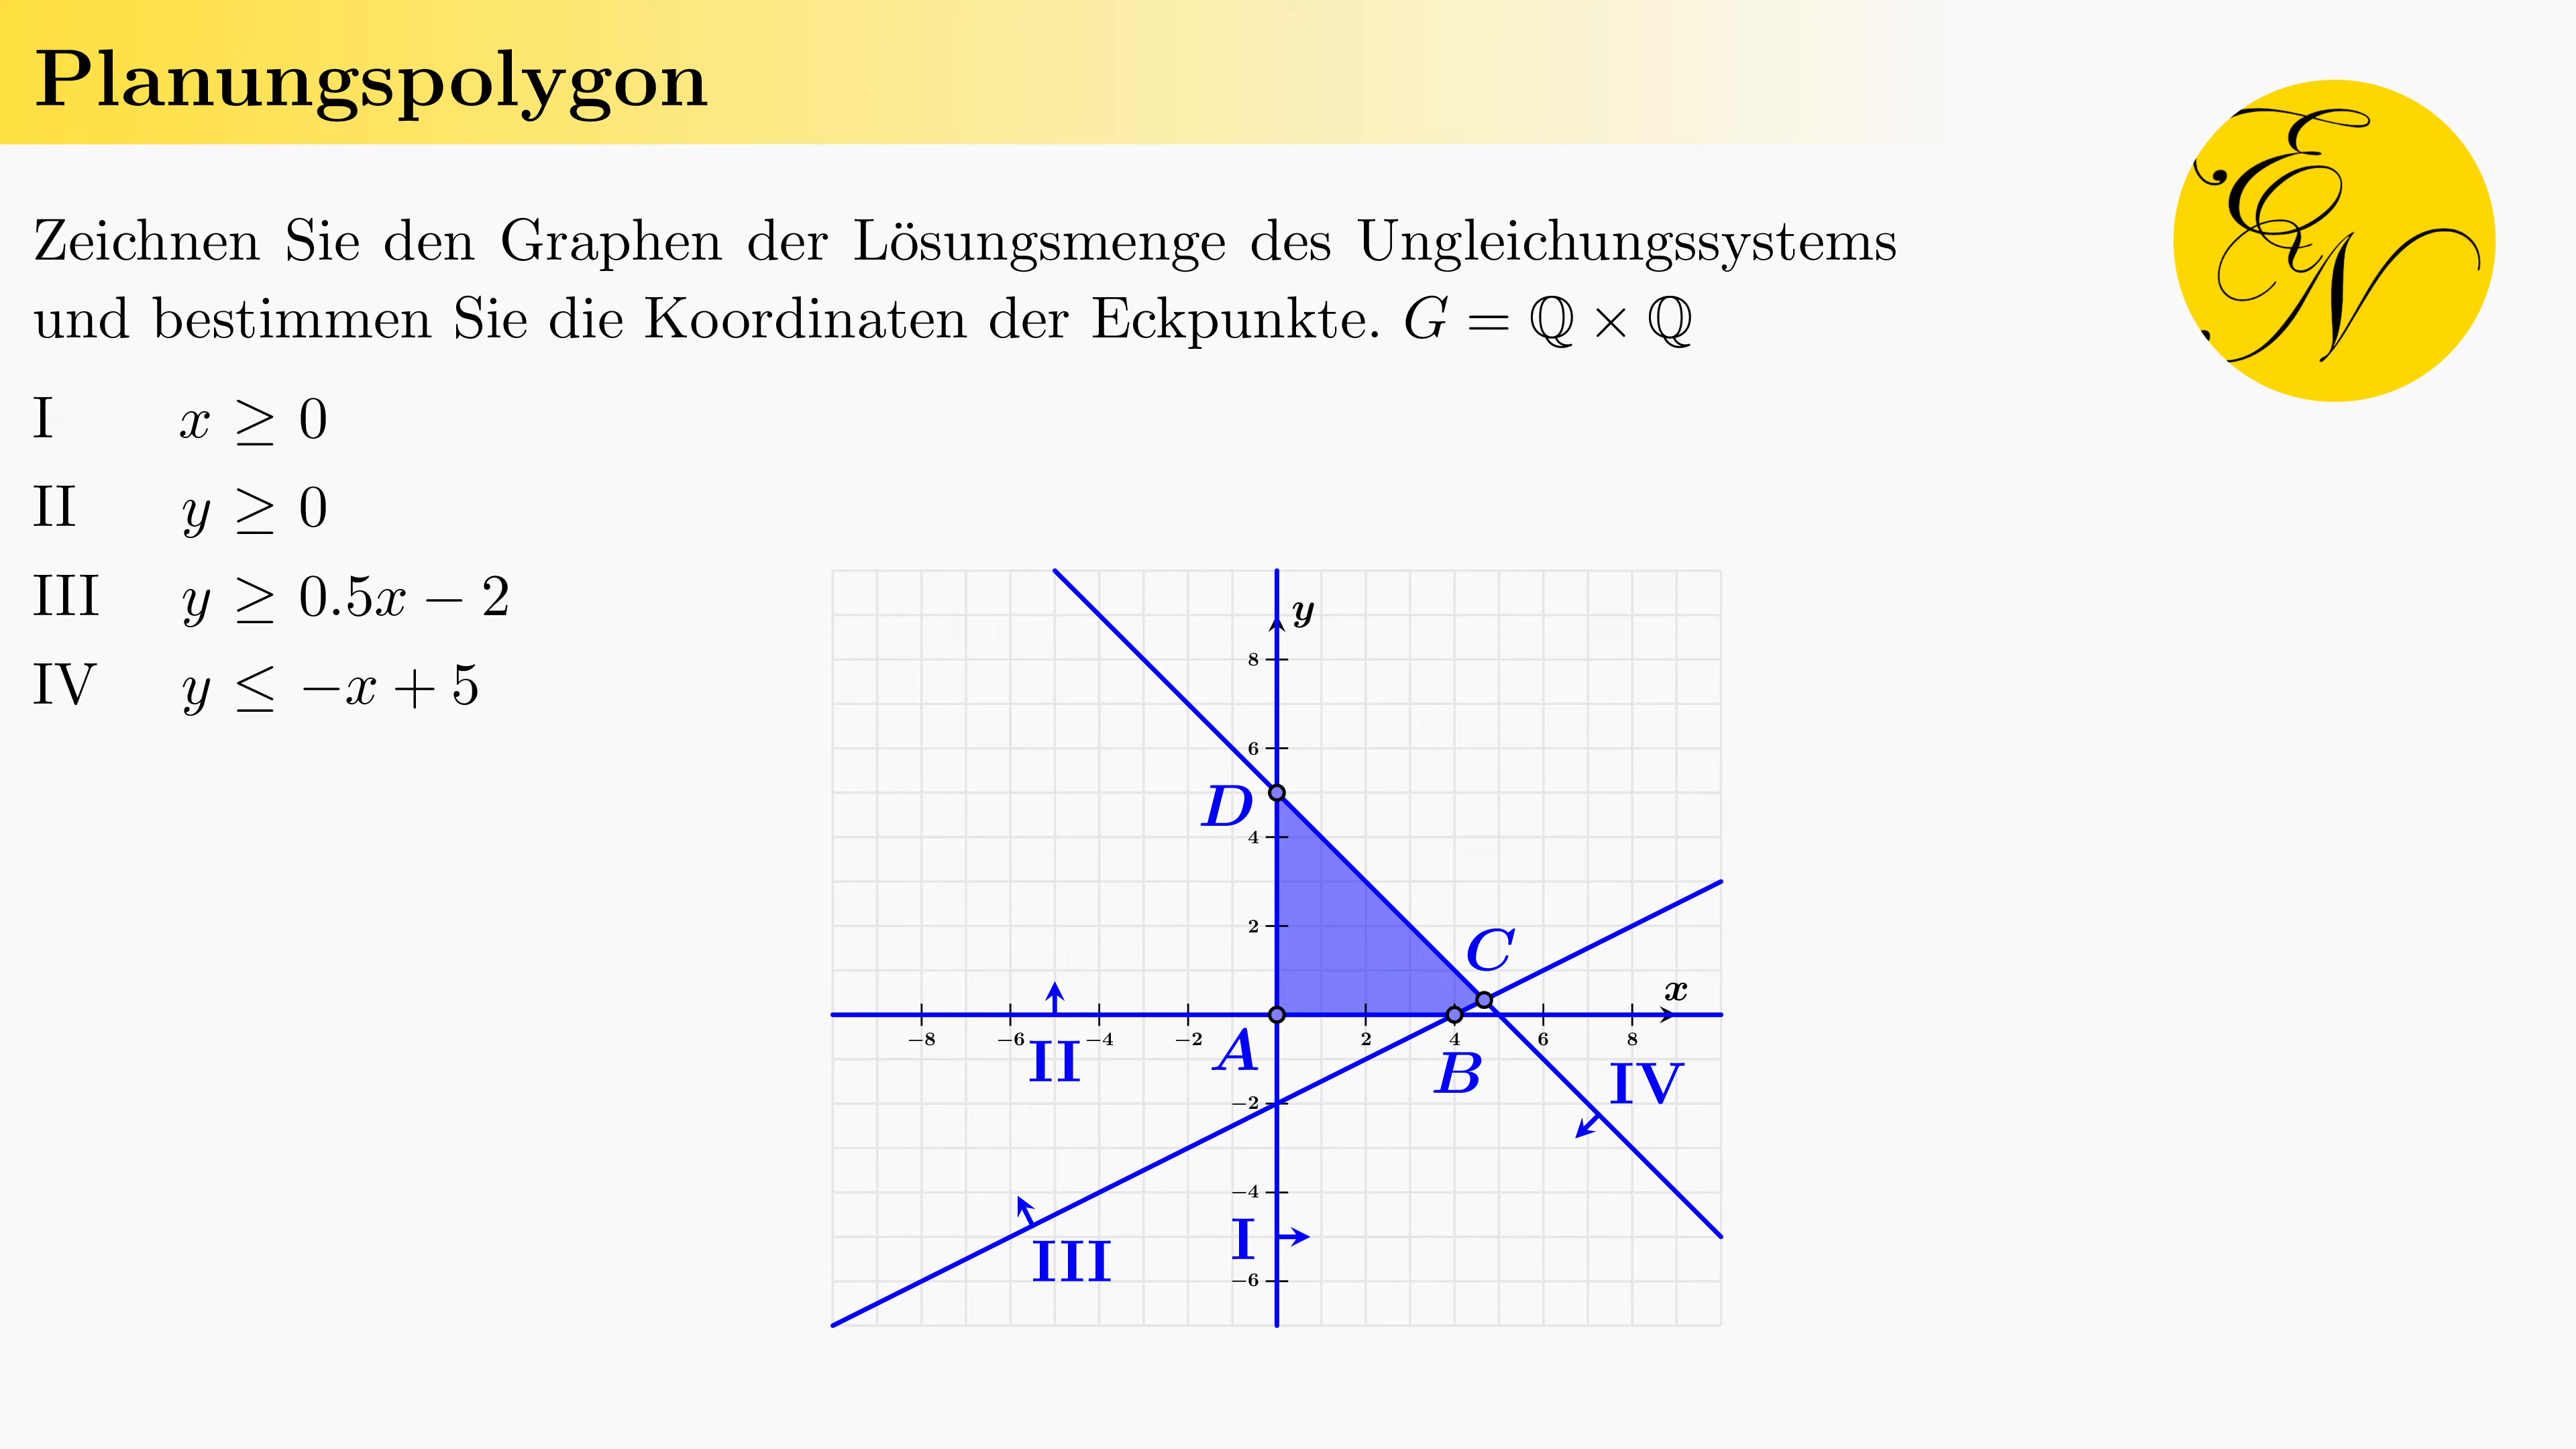 Planungspolygon
Zeichnen Sie den Graphen der Lösungsmenge des Ungleichungssystems
und bestimmen Sie die Koordinaten der Eckpunkte. G = ℚ × ℚ
I x ≥ 0
II y ≥ 0
III y ≥ 0.5x − 2
IV y ≤ −x + 5
y
8
6
D
4
2
C
x
−8 −6 −4 −2 2 4 6 8
II
A
B
IV
−2
−4
I
III
−6
E
Q
N